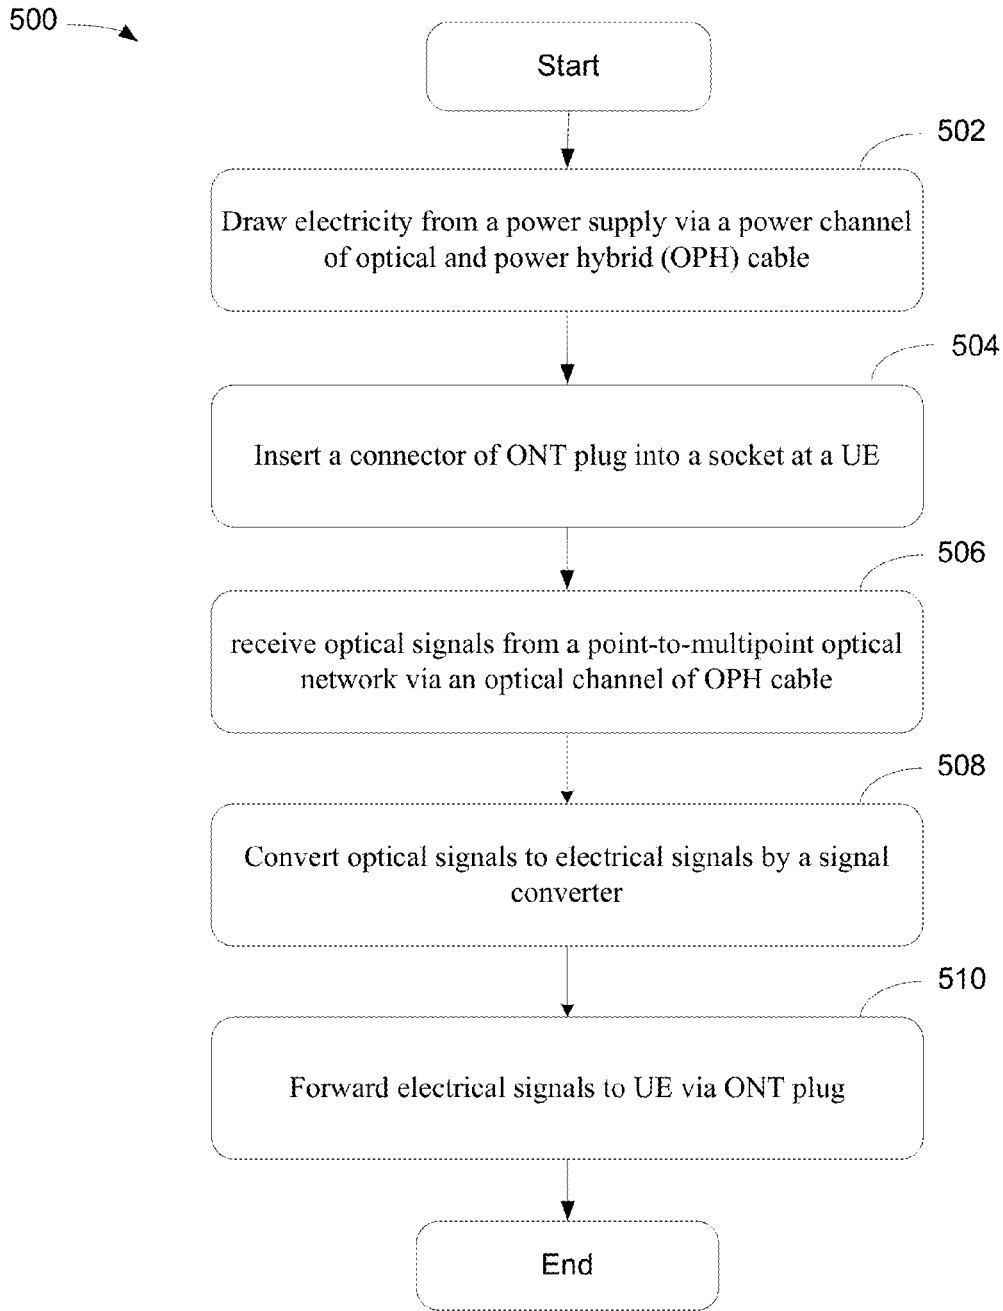 500
Start
502
Draw electricity from a power supply via a power channel
of optical and power hybrid (OPH) cable
504
Insert a connector of ONT plug into a socket at a UE
506
receive optical signals from a point-to-multipoint optical
network via an optical channel of OPH cable
508
Convert optical signals to electrical signals by a signal
converter
510
Forward electrical signals to UE via ONT plug
End